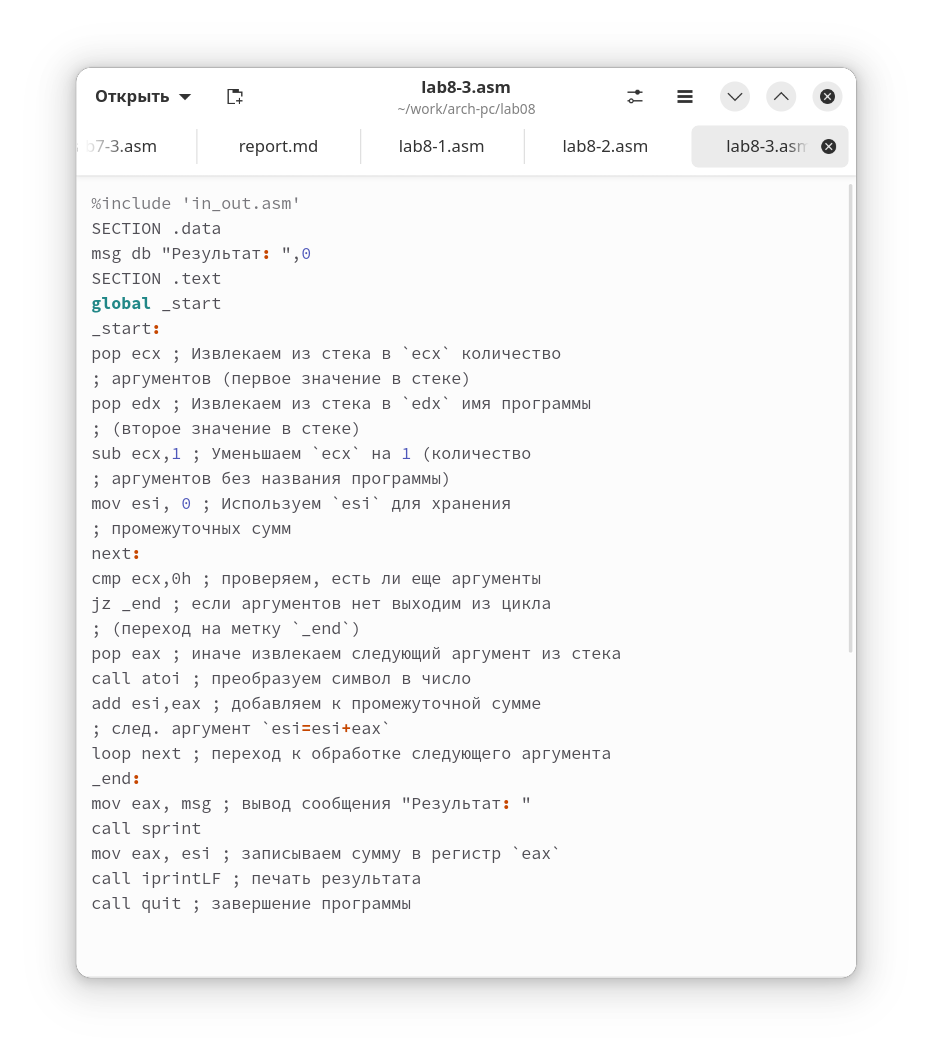 Открыть
lab8-3.asm
~/work/arch-pc/lab08
b7-3.asm
report.md
lab8-1.asm
lab8-2.asm
lab8-3.asm
%include 'in_out.asm'
SECTION .data
msg db "Результат: ",0
SECTION .text
global _start
_start:
pop ecx ; Извлекаем из стека в `ecx` количество
; аргументов (первое значение в стеке)
pop edx ; Извлекаем из стека в `edx` имя программы
; (второе значение в стеке)
sub ecx,1 ; Уменьшаем `ecx` на 1 (количество
; аргументов без названия программы)
mov esi, 0 ; Используем `esi` для хранения
; промежуточных сумм
next:
cmp ecx,0h ; проверяем, есть ли еще аргументы
jz _end ; если аргументов нет выходим из цикла
; (переход на метку `_end`)
pop eax ; иначе извлекаем следующий аргумент из стека
call atoi ; преобразуем символ в число
add esi,eax ; добавляем к промежуточной сумме
; след. аргумент `esi=esi+eax`
loop next ; переход к обработке следующего аргумента
_end:
mov eax, msg ; вывод сообщения "Результат: "
call sprint
mov eax, esi ; записываем сумму в регистр `eax`
call iprintLF ; печать результата
call quit ; завершение программы